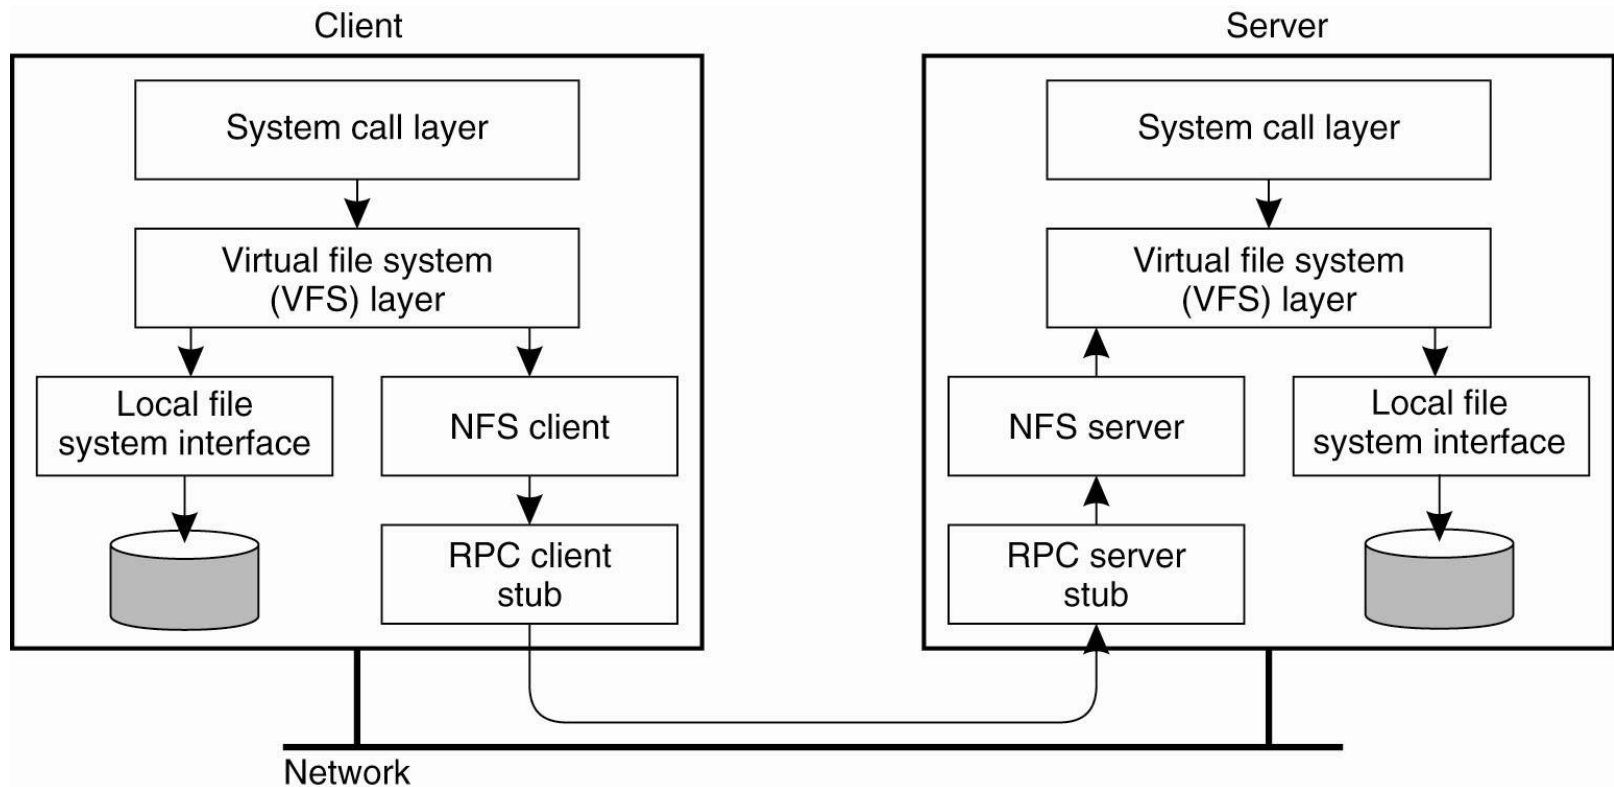 Client
System call layer
Virtual file system
(VFS) layer
Local file
system interface
NFS client
RPC client
stub
Server
System call layer
Virtual file system
(VFS) layer
NFS server
Local file
system interface
RPC server
stub
Network